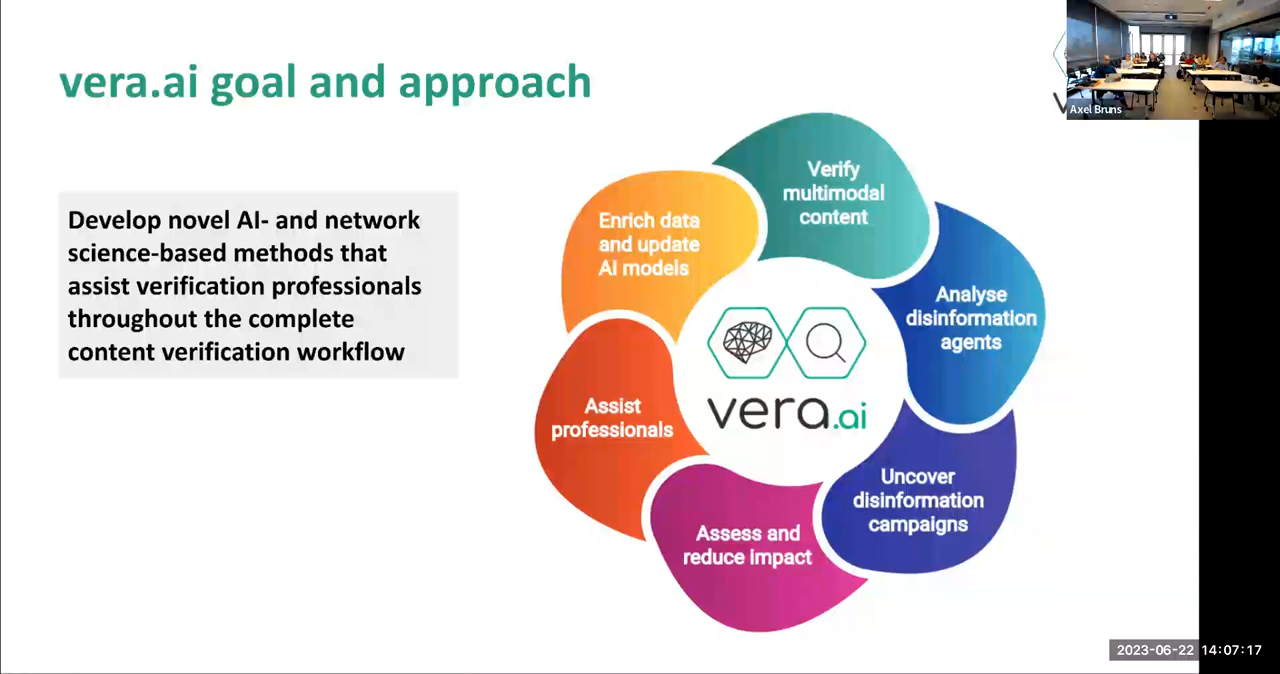 vera.ai goal and approach
Axel Bruns
Develop novel AI- and network
science-based methods that
assist verification professionals
throughout the complete
content verification workflow
Verify
multimodal
content
Enrich data
and update
AI models
Analyse
disinformation
agents
vera.ai
Assist
professionals
Uncover
disinformation
campaigns
Assess and
reduce impact
2023-06-22 14:07:17